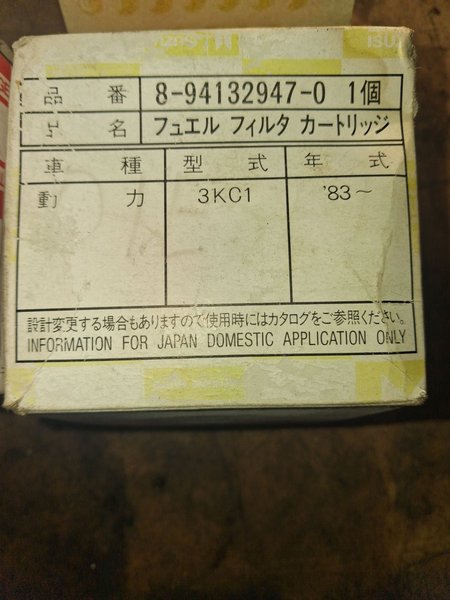 ISU
品番 8-94132947-0 1個
品名 フュエル フィルタ カートリッジ
車種 型式 年式
動力 3KC1 '83~
設計変更する場合もありますので使用時にはカタログをご参照ください。
INFORMATION FOR JAPAN DOMESTIC APPLICATION ONLY